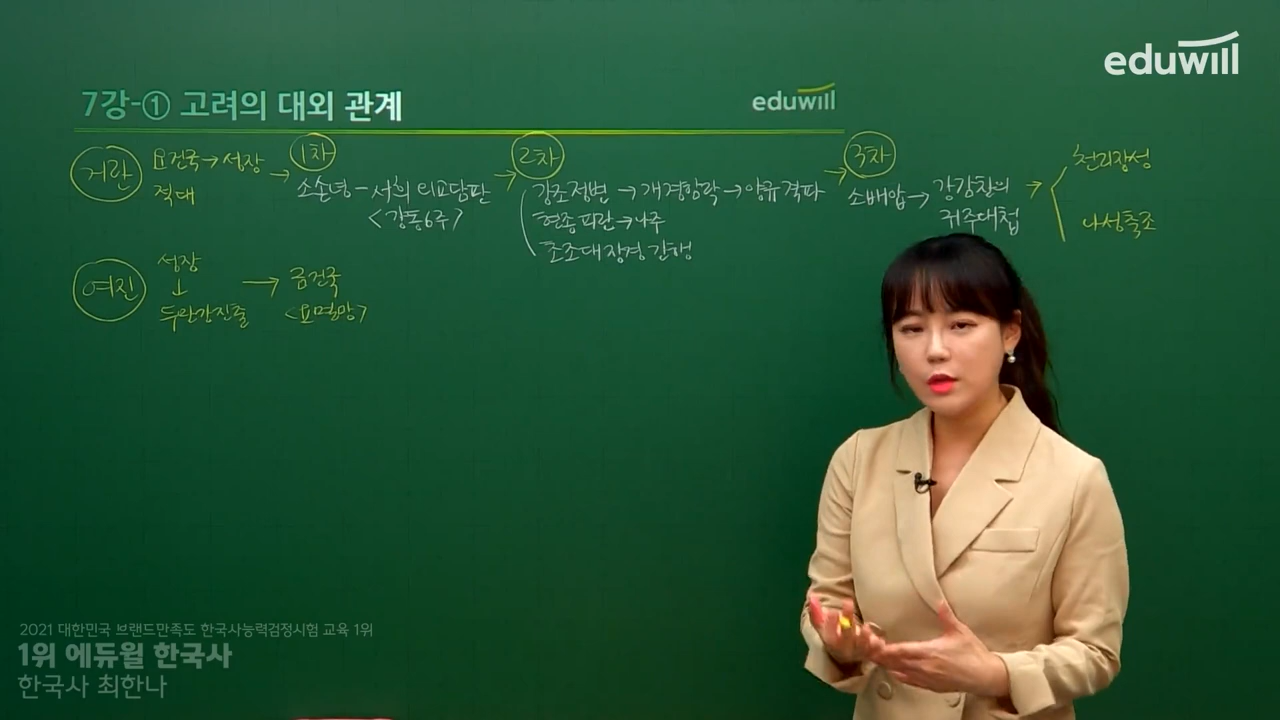 eduwill
7강-① 고려의 대외 관계
eduwill
거란
요건국→성장
적대
→
1차
소손녕-서희 외교담판
<강동6주>
→
2차
강조정변→개경함락→양규격파
현종피란→나주
초조대장경 간행
→
3차
소배압→강감찬의
귀주대첩
→
천리장성
나성축조
여진
성장
↓
두만강진출
→
금건국
<요멸망>
2021 대한민국 브랜드만족도 한국사능력검정시험 교육 1위
1위 에듀윌 한국사
한국사 최한나